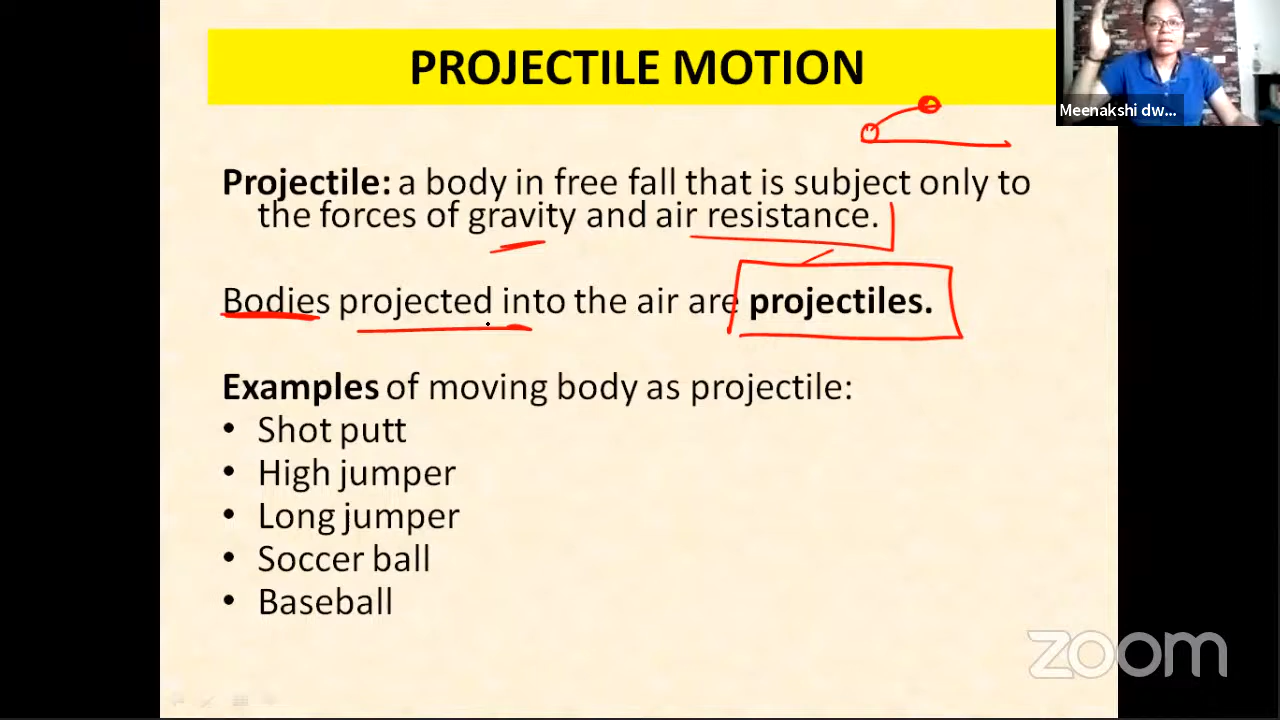 PROJECTILE MOTION
Meenakshi dw...
Projectile: a body in free fall that is subject only to
the forces of gravity and air resistance.
Bodies projected into the air are projectiles.
Examples of moving body as projectile:
• Shot putt
• High jumper
• Long jumper
• Soccer ball
• Baseball
zoom